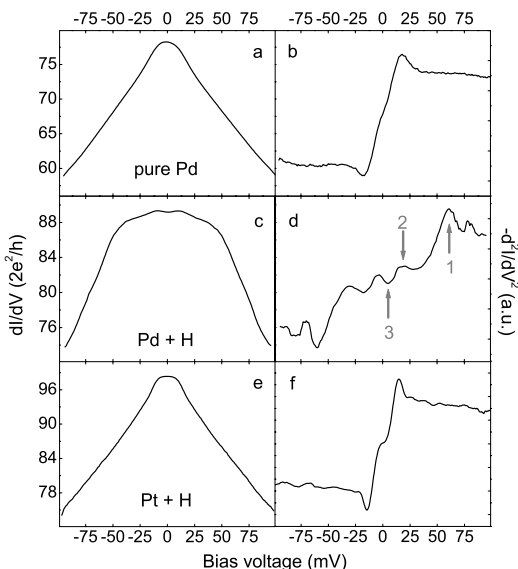 -75 -50 -25 0 25 50 75 -75 -50 -25 0 25 50 75
a b
75
70
65
60
pure Pd
c d
88
84
80
76
Pd + H
2
1
3
dI/dV (2e²/h)
-d²I/dV² (a.u.)
e f
96
90
84
78
Pt + H
-75 -50 -25 0 25 50 75 -75 -50 -25 0 25 50 75
Bias voltage (mV)